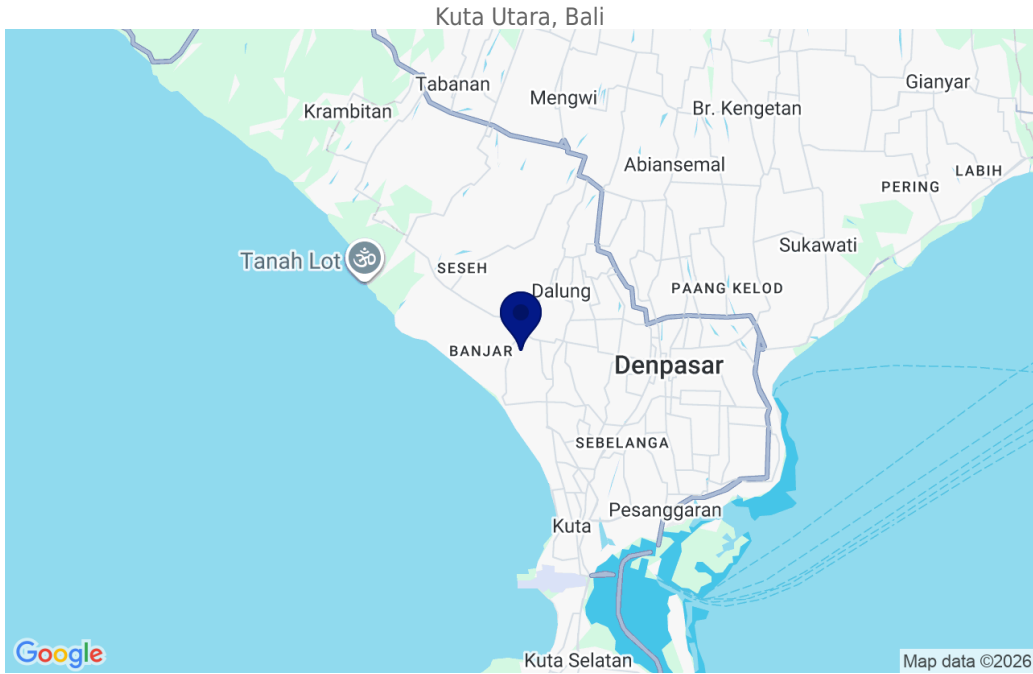 Kuta Utara, Bali
Tabanan
Mengwi
Gianyar
Krambitan
Br. Kengetan
Abiansemal
LABIH
PERING
Sukawati
Tanah Lot
SESEH
Dalung
PAANG KELOD
BANJAR
Denpasar
SEBELANGA
Pesanggaran
Kuta
Google
Kuta Selatan
Map data ©2026